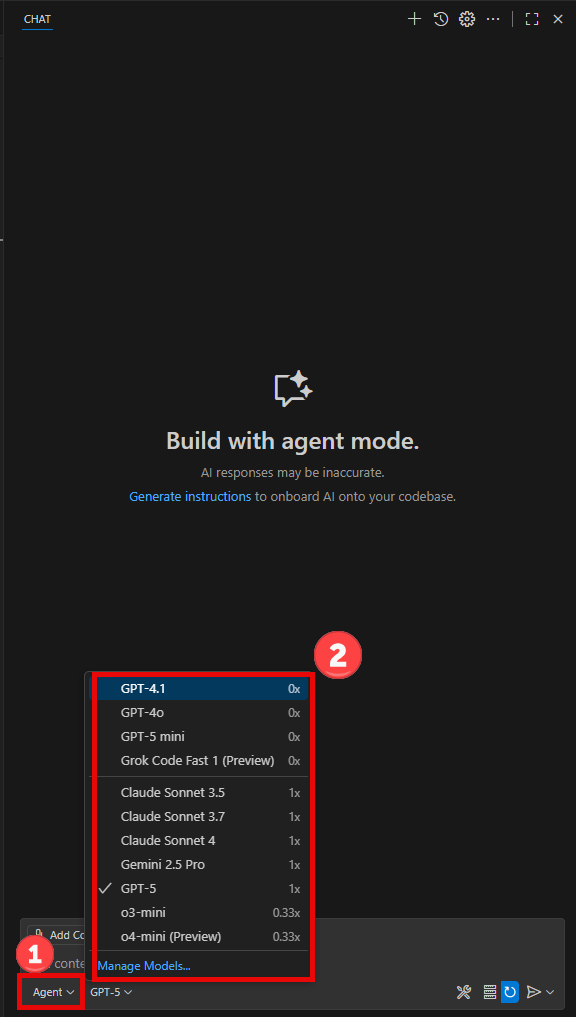 CHAT
Build with agent mode.
AI responses may be inaccurate.
Generate instructions to onboard AI onto your codebase.
2
GPT-4.1 0x
GPT-4o 0x
GPT-5 mini 0x
Grok Code Fast 1 (Preview) 0x
Claude Sonnet 3.5 1x
Claude Sonnet 3.7 1x
Claude Sonnet 4 1x
Gemini 2.5 Pro 1x
GPT-5 1x
o3-mini 0.33x
o4-mini (Preview) 0.33x
Manage Models...
Add Co
1
conte
Agent GPT-5